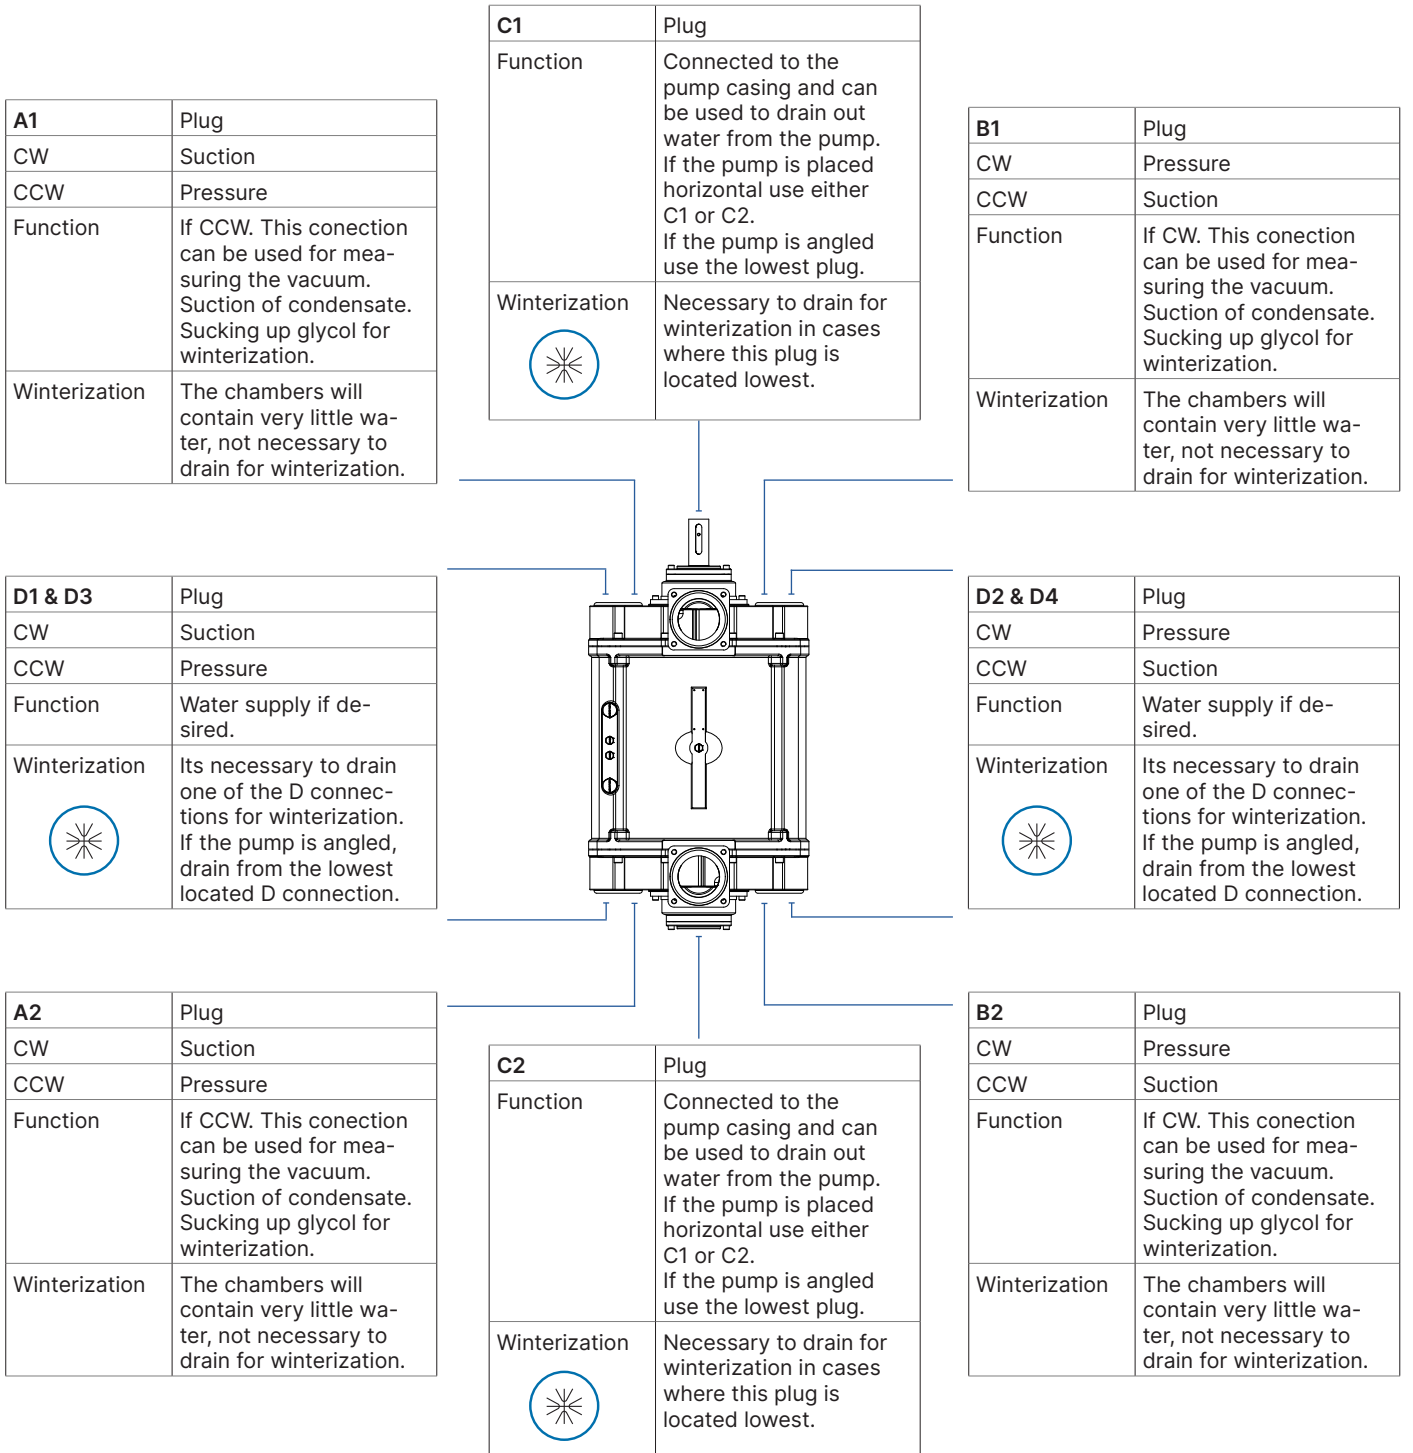 C1 Plug
Function Connected to the
pump casing and can
be used to drain out
water from the pump.
If the pump is placed
horizontal use either
C1 or C2.
If the pump is angled
use the lowest plug.
Winterization Necessary to drain for
winterization in cases
where this plug is
located lowest.
A1 Plug
CW Suction
CCW Pressure
Function If CCW. This conection
can be used for mea-
suring the vacuum.
Suction of condensate.
Sucking up glycol for
winterization.
Winterization The chambers will
contain very little wa-
ter, not necessary to
drain for winterization.
B1 Plug
CW Pressure
CCW Suction
Function If CW. This conection
can be used for mea-
suring the vacuum.
Suction of condensate.
Sucking up glycol for
winterization.
Winterization The chambers will
contain very little wa-
ter, not necessary to
drain for winterization.
D1 & D3 Plug
CW Suction
CCW Pressure
Function Water supply if de-
sired.
Winterization Its necessary to drain
one of the D connec-
tions for winterization.
If the pump is angled,
drain from the lowest
located D connection.
D2 & D4 Plug
CW Pressure
CCW Suction
Function Water supply if de-
sired.
Winterization Its necessary to drain
one of the D connec-
tions for winterization.
If the pump is angled,
drain from the lowest
located D connection.
A2 Plug
CW Suction
CCW Pressure
Function If CCW. This conection
can be used for mea-
suring the vacuum.
Suction of condensate.
Sucking up glycol for
winterization.
Winterization The chambers will
contain very little wa-
ter, not necessary to
drain for winterization.
C2 Plug
Function Connected to the
pump casing and can
be used to drain out
water from the pump.
If the pump is placed
horizontal use either
C1 or C2.
If the pump is angled
use the lowest plug.
Winterization Necessary to drain for
winterization in cases
where this plug is
located lowest.
B2 Plug
CW Pressure
CCW Suction
Function If CW. This conection
can be used for mea-
suring the vacuum.
Suction of condensate.
Sucking up glycol for
winterization.
Winterization The chambers will
contain very little wa-
ter, not necessary to
drain for winterization.